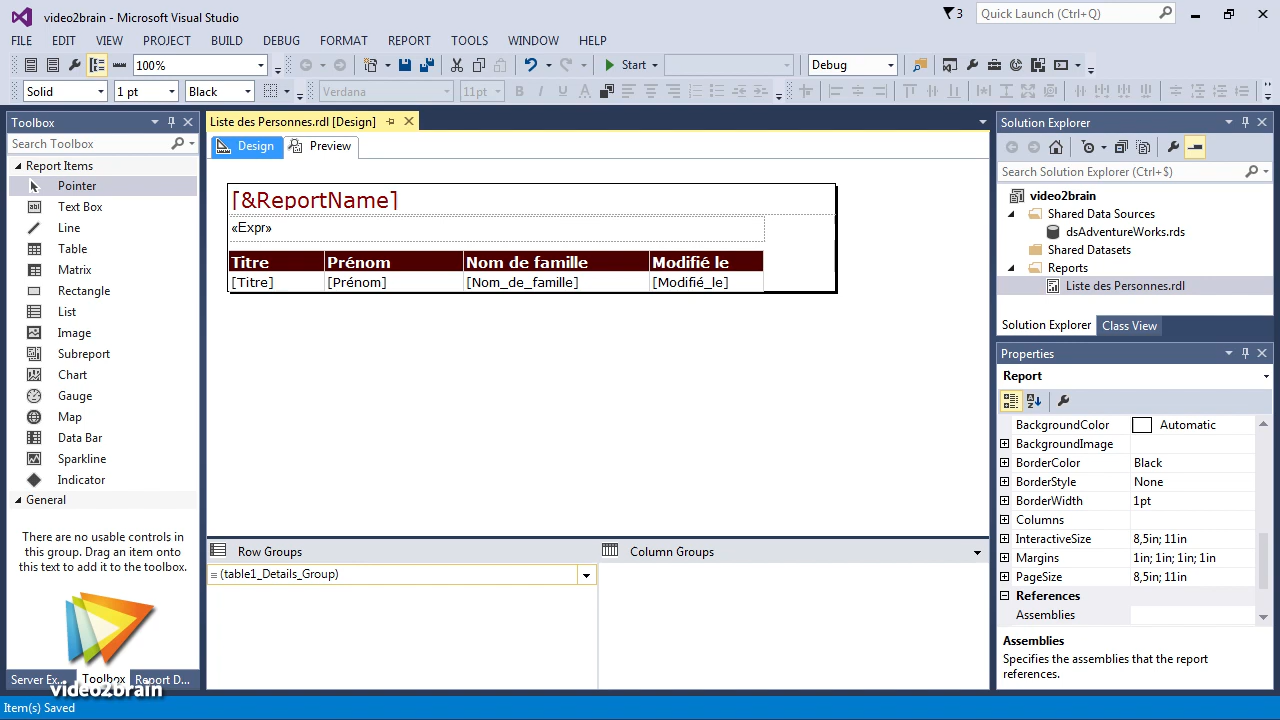 video2brain - Microsoft Visual Studio
3
Quick Launch (Ctrl+Q)
FILE EDIT VIEW PROJECT BUILD DEBUG FORMAT REPORT TOOLS WINDOW HELP
100% Start Debug
Solid 1 pt Black Verdana 11pt
Toolbox
Search Toolbox
Report Items
Pointer
Text Box
Line
Table
Matrix
Rectangle
List
Image
Subreport
Chart
Gauge
Map
Data Bar
Sparkline
Indicator
General
There are no usable controls in
this group. Drag an item onto
this text to add it to the toolbox.
Server Ex... Toolbox Report D...
video2brain
Liste des Personnes.rdl [Design]
Design Preview
[&ReportName]
«Expr»
Titre Prénom Nom de famille Modifié le
[Titre] [Prénom] [Nom_de_famille] [Modifié_le]
Row Groups Column Groups
(table1_Details_Group)
Solution Explorer
Search Solution Explorer (Ctrl+$)
video2brain
Shared Data Sources
dsAdventureWorks.rds
Shared Datasets
Reports
Liste des Personnes.rdl
Solution Explorer Class View
Properties
Report
BackgroundColor Automatic
BackgroundImage
BorderColor Black
BorderStyle None
BorderWidth 1pt
Columns
InteractiveSize 8,5in; 11in
Margins 1in; 1in; 1in; 1in
PageSize 8,5in; 11in
References
Assemblies
Assemblies
Specifies the assemblies that the report
references.
Item(s) Saved